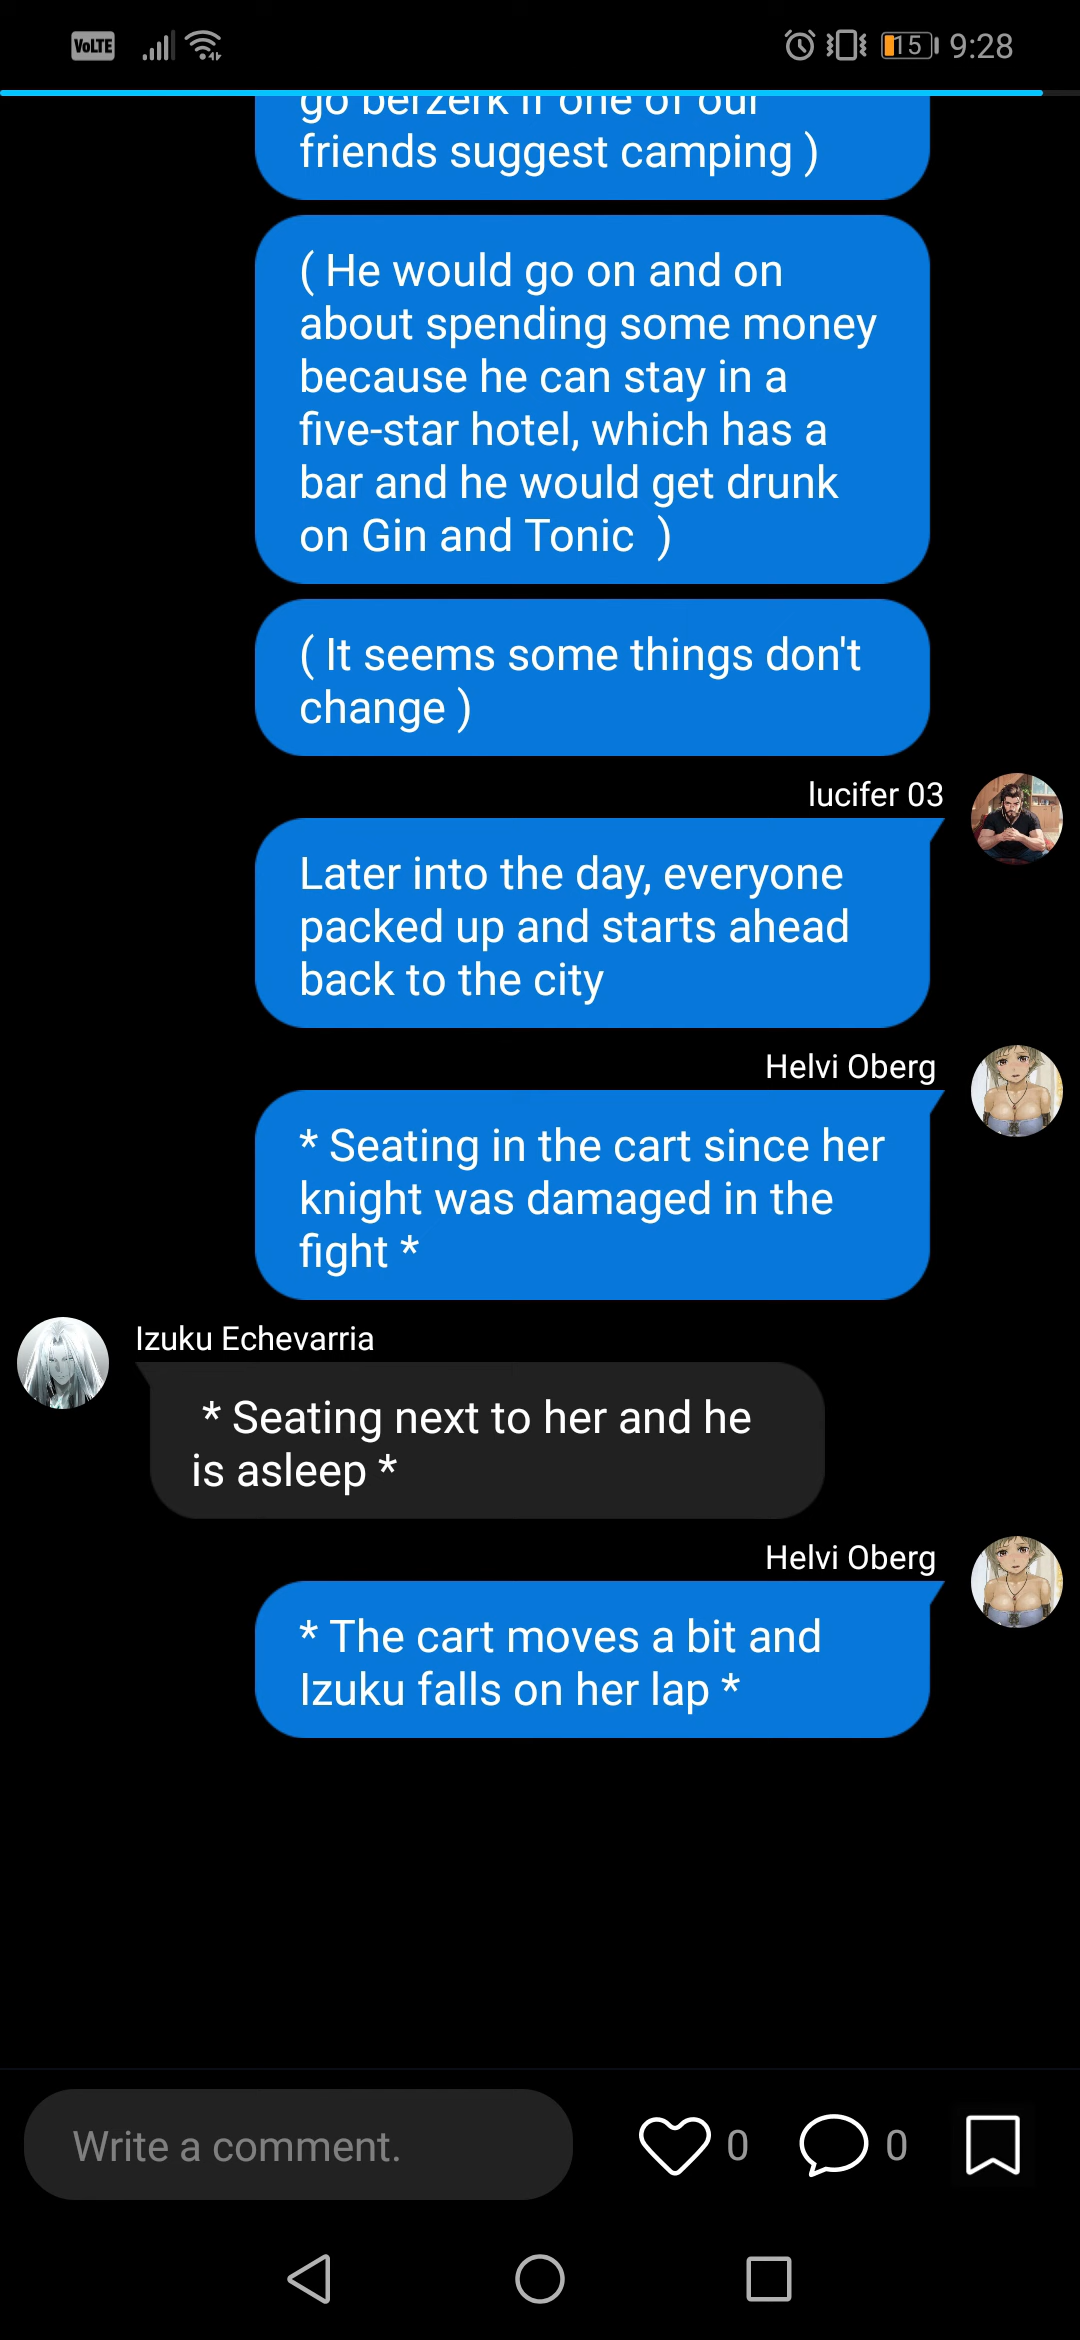 VoLTE
15 9:28
go berzerk if one of our
friends suggest camping )
( He would go on and on
about spending some money
because he can stay in a
five-star hotel, which has a
bar and he would get drunk
on Gin and Tonic  )
( It seems some things don't
change )
lucifer 03
Later into the day, everyone
packed up and starts ahead
back to the city
Helvi Oberg
* Seating in the cart since her
knight was damaged in the
fight *
Izuku Echevarria
* Seating next to her and he
is asleep *
Helvi Oberg
* The cart moves a bit and
Izuku falls on her lap *
Write a comment.
0
0